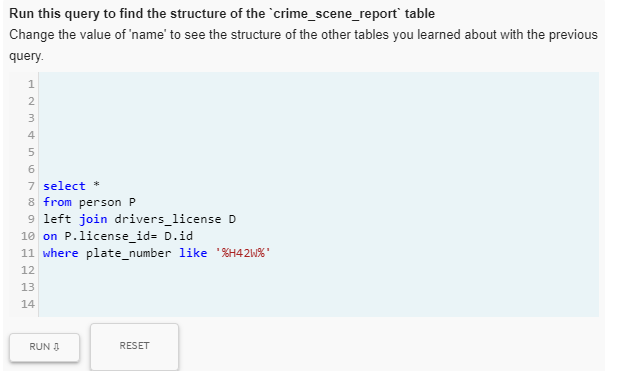 Run this query to find the structure of the `crime_scene_report` table
Change the value of 'name' to see the structure of the other tables you learned about with the previous
query.
1
2
3
4
5
6
7 select *
8 from person P
9 left join drivers_license D
10 on P.license_id= D.id
11 where plate_number like '%H42W%'
12
13
14
RUN ⇩
RESET